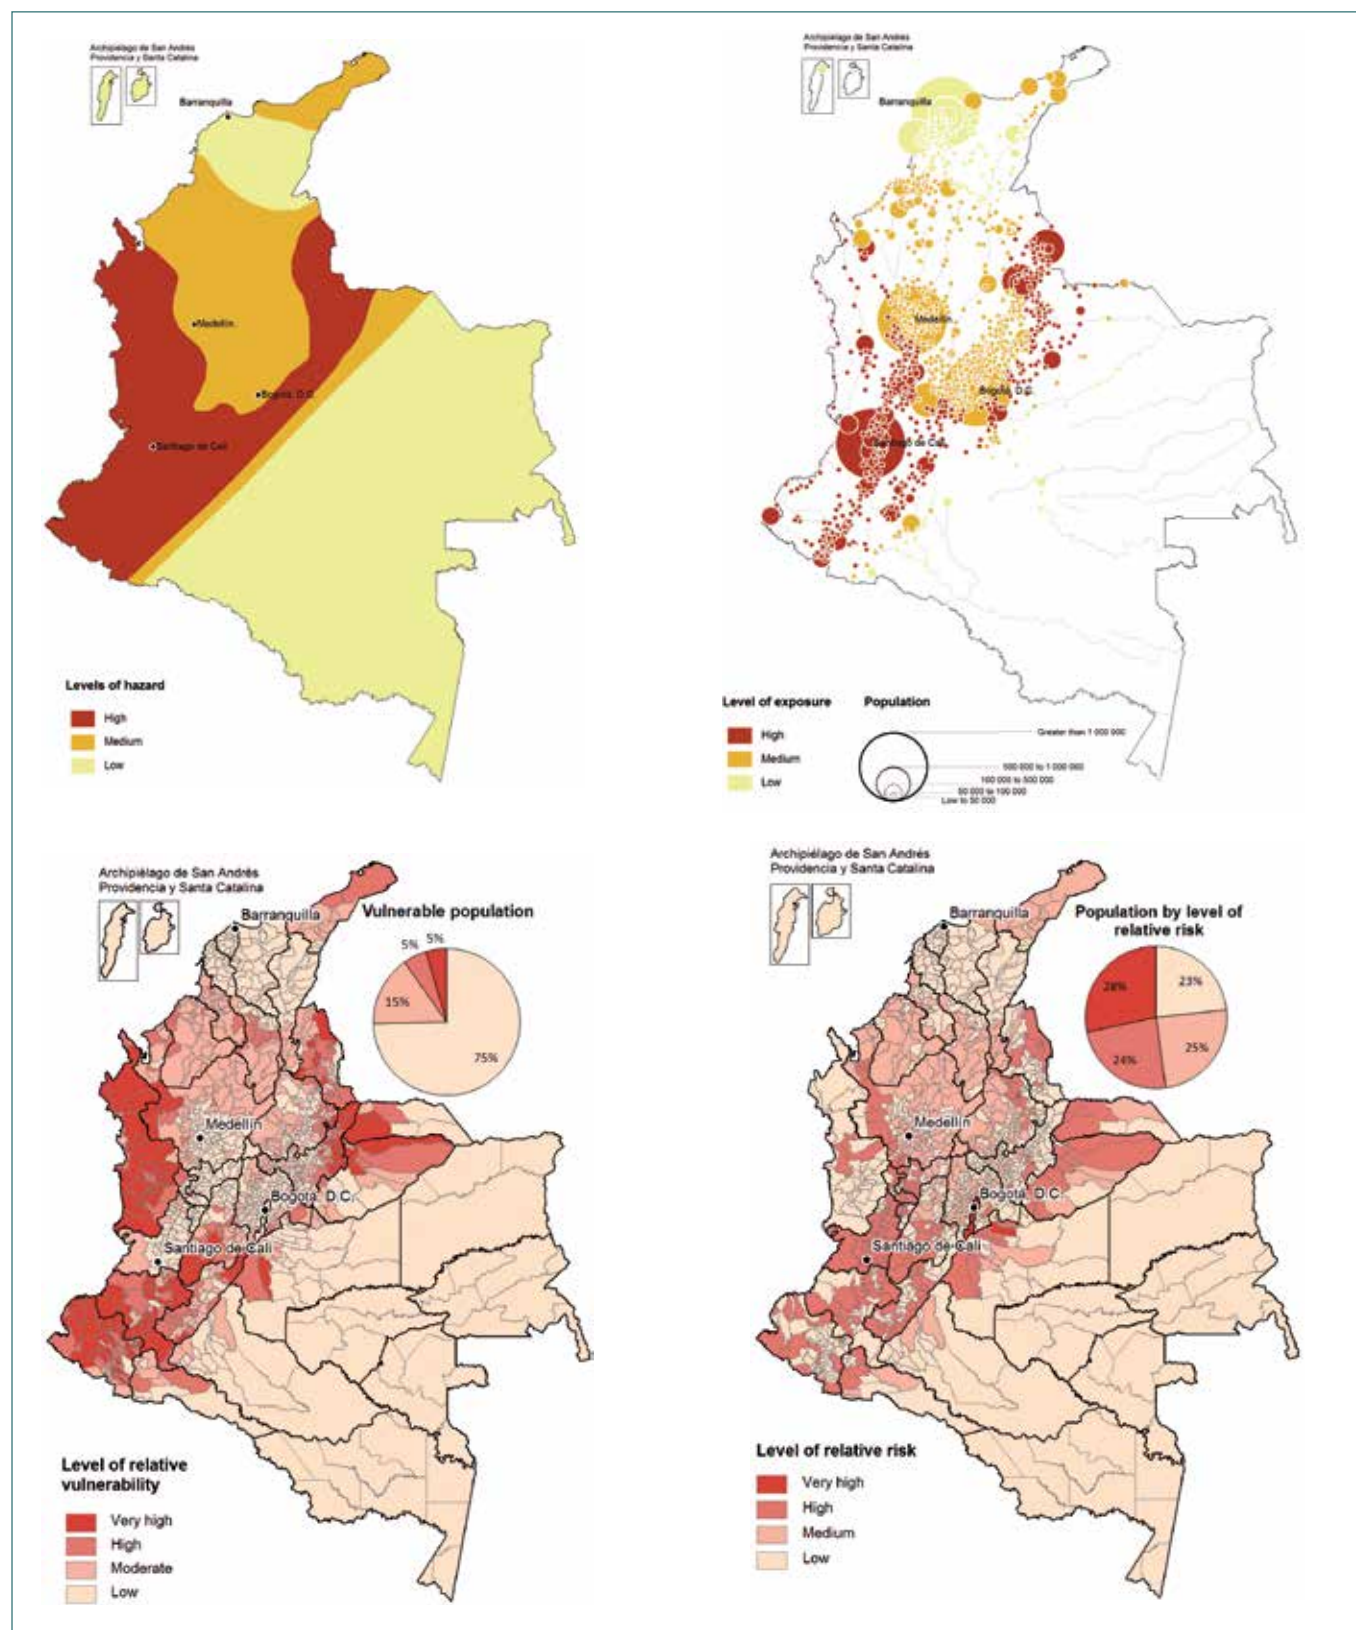 Archipiélago de San Andrés
Providencia y Santa Catalina
Barranquilla
Medellín
Bogotá, D.C.
Santiago de Cali
Levels of hazard
High
Medium
Low
Archipiélago de San Andrés
Providencia y Santa Catalina
Barranquilla
Medellín
Bogotá, D.C.
Santiago de Cali
Level of exposure
High
Medium
Low
Population
Greater than 1 000 000
500 000 to 1 000 000
100 000 to 500 000
50 000 to 100 000
Low to 50 000
Archipiélago de San Andrés
Providencia y Santa Catalina
Barranquilla
Vulnerable population
5%
5%
15%
75%
Medellín
Bogotá, D.C.
Santiago de Cali
Level of relative
vulnerability
Very high
High
Moderate
Low
Archipiélago de San Andrés
Providencia y Santa Catalina
Barranquilla
Population by level of
relative risk
28%
23%
24%
25%
Medellín
Bogotá, D.C.
Santiago de Cali
Level of relative risk
Very high
High
Medium
Low